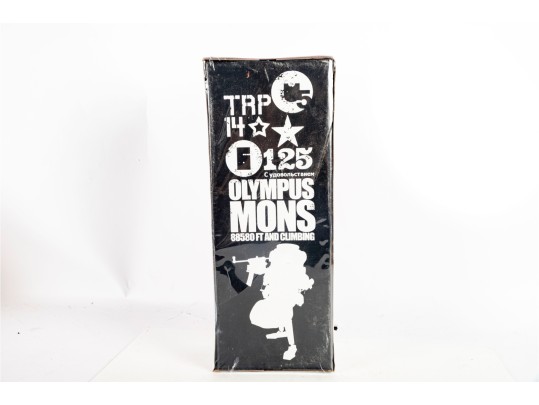 TRP
14
125
С удовольствием
OLYMPUS
MONS
88580 FT AND CLIMBING